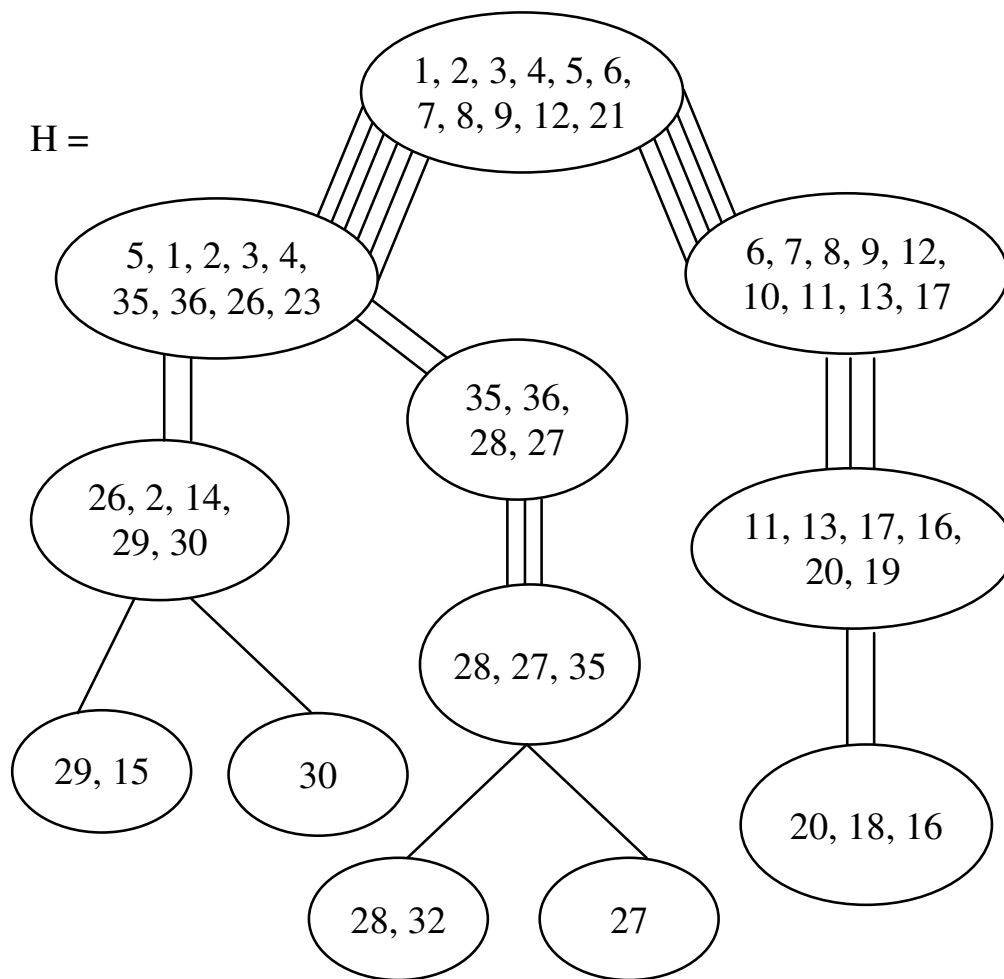 1, 2, 3, 4, 5, 6,
7, 8, 9, 12, 21
H =
5, 1, 2, 3, 4,
35, 36, 26, 23
6, 7, 8, 9, 12,
10, 11, 13, 17
35, 36,
28, 27
26, 2, 14,
29, 30
11, 13, 17, 16,
20, 19
28, 27, 35
29, 15
30
20, 18, 16
28, 32
27